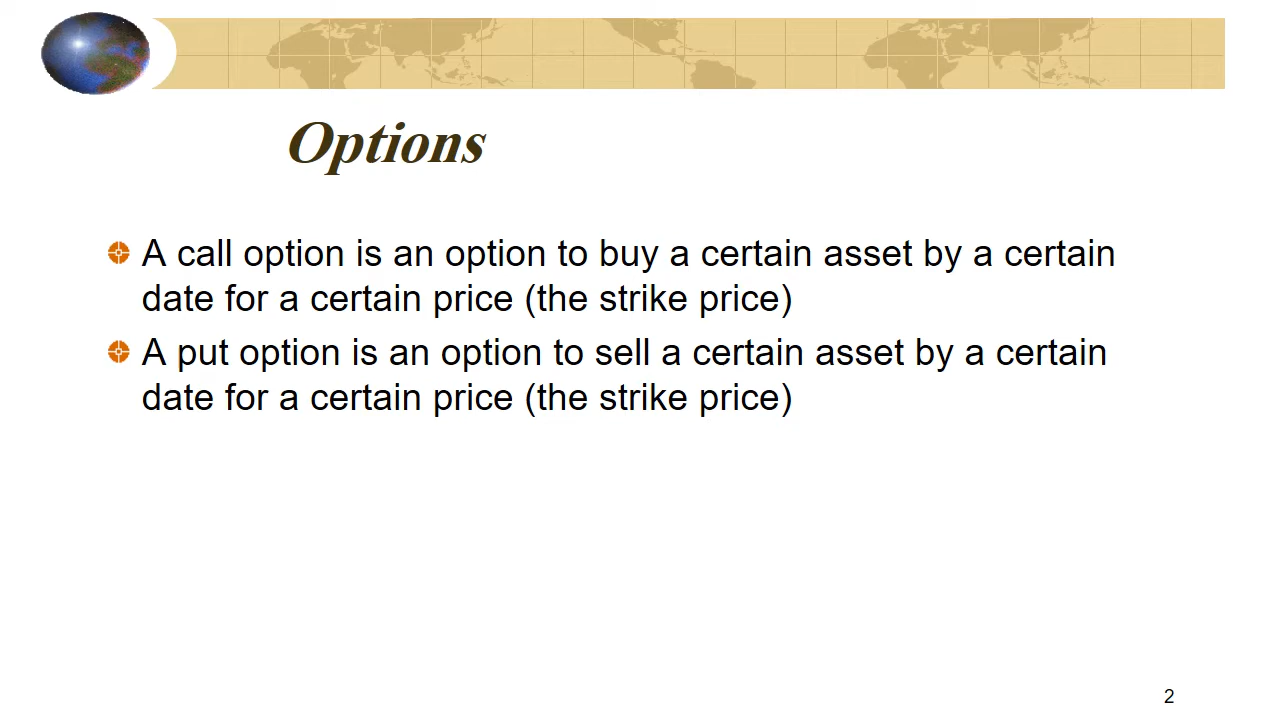 Options
A call option is an option to buy a certain asset by a certain
date for a certain price (the strike price)
A put option is an option to sell a certain asset by a certain
date for a certain price (the strike price)
2